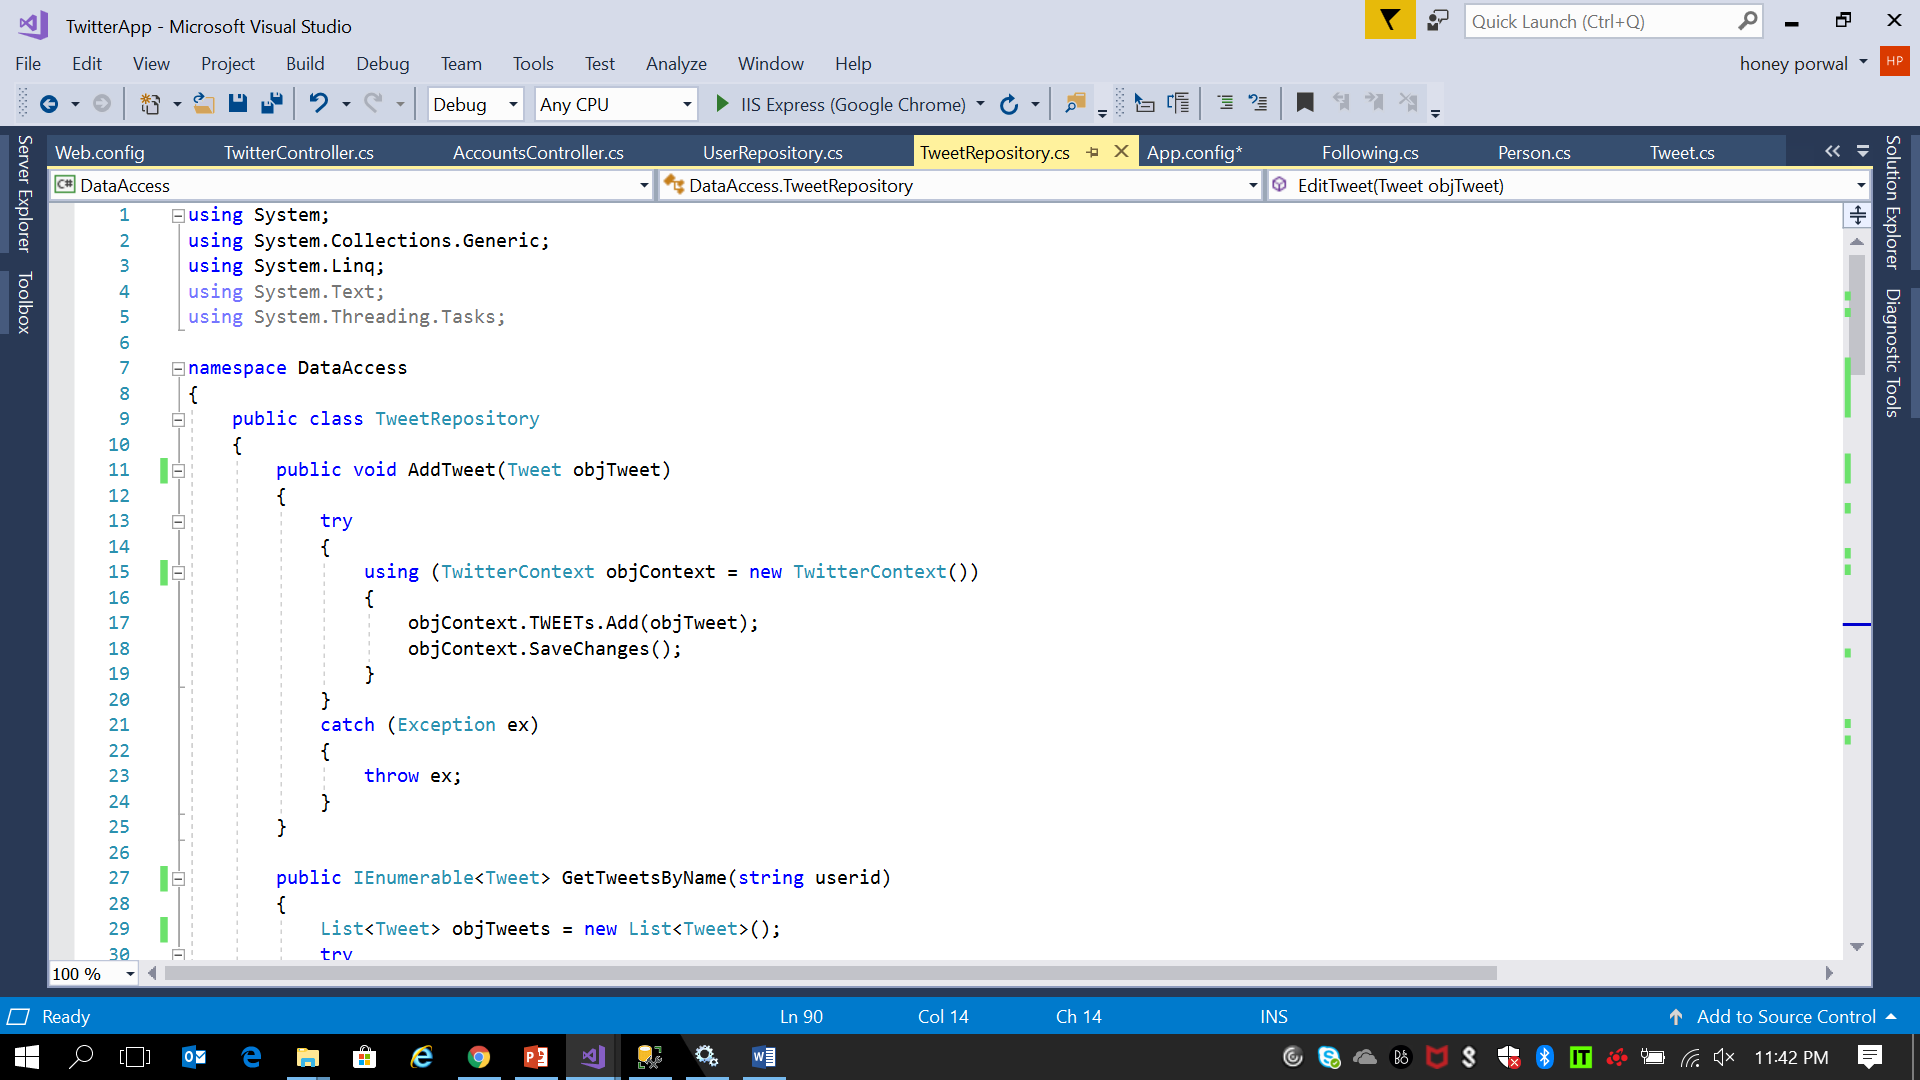 TwitterApp - Microsoft Visual Studio
Quick Launch (Ctrl+Q)
File Edit View Project Build Debug Team Tools Test Analyze Window Help
honey porwal HP
Debug Any CPU IIS Express (Google Chrome)
Server Explorer
Toolbox
Web.config TwitterController.cs AccountsController.cs UserRepository.cs TweetRepository.cs App.config* Following.cs Person.cs Tweet.cs
C# DataAccess DataAccess.TweetRepository EditTweet(Tweet objTweet)
1 using System;
2 using System.Collections.Generic;
3 using System.Linq;
4 using System.Text;
5 using System.Threading.Tasks;
6
7 namespace DataAccess
8 {
9 public class TweetRepository
10 {
11 public void AddTweet(Tweet objTweet)
12 {
13 try
14 {
15 using (TwitterContext objContext = new TwitterContext())
16 {
17 objContext.TWEETs.Add(objTweet);
18 objContext.SaveChanges();
19 }
20 }
21 catch (Exception ex)
22 {
23 throw ex;
24 }
25 }
26
27 public IEnumerable<Tweet> GetTweetsByName(string userid)
28 {
29 List<Tweet> objTweets = new List<Tweet>();
30 try
Solution Explorer
Diagnostic Tools
100 %
Ready Ln 90 Col 14 Ch 14 INS Add to Source Control
11:42 PM